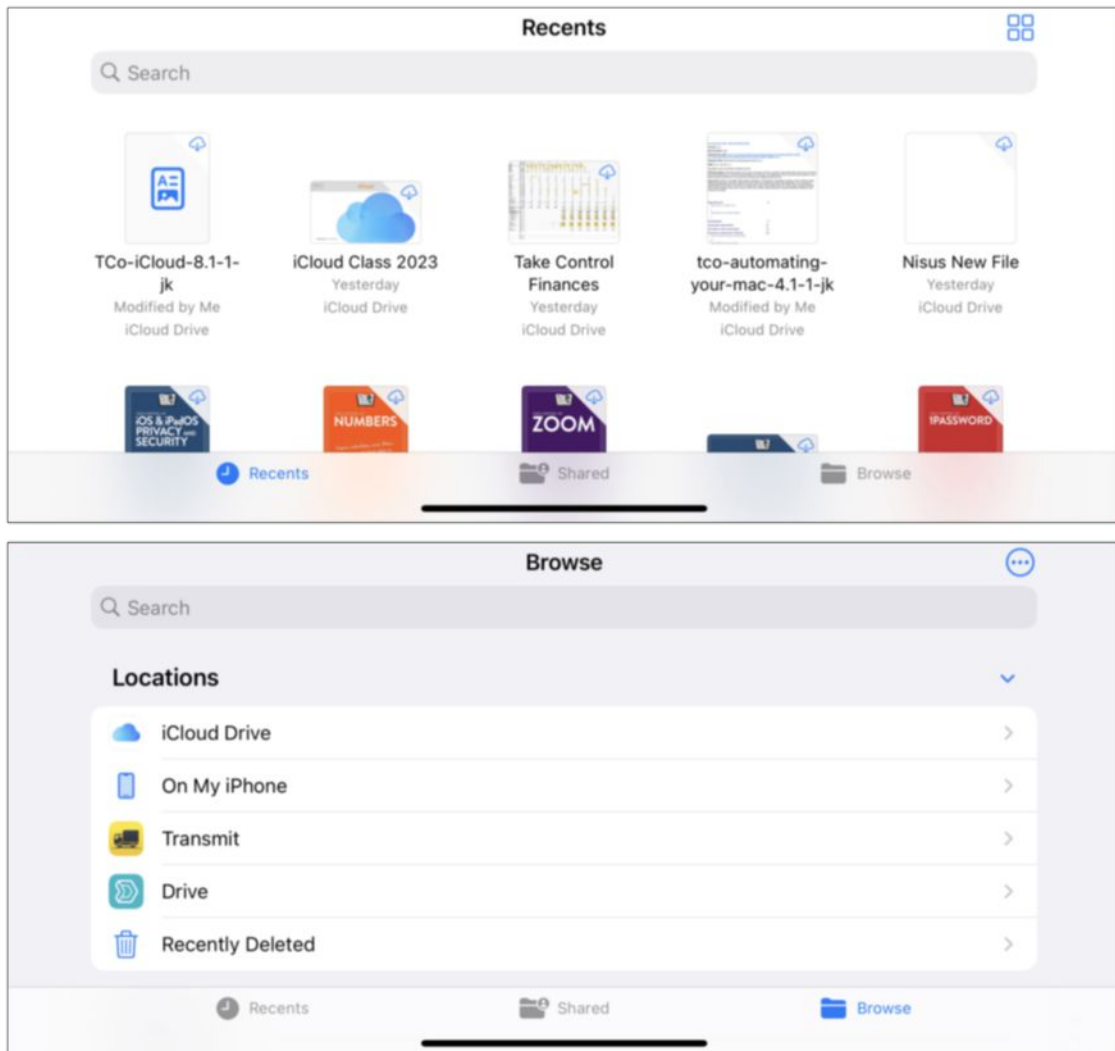 Recents
Search
TCo-iCloud-8.1-1-
jk
Modified by Me
iCloud Drive
iCloud Class 2023
Yesterday
iCloud Drive
Take Control
Finances
Yesterday
iCloud Drive
tco-automating-
your-mac-4.1-1-jk
Modified by Me
iCloud Drive
Nisus New File
Yesterday
iCloud Drive
iOS & iPadOS
PRIVACY AND
SECURITY
NUMBERS
ZOOM
1PASSWORD
Recents
Shared
Browse
Browse
Search
Locations
iCloud Drive
On My iPhone
Transmit
Drive
Recently Deleted
Recents
Shared
Browse